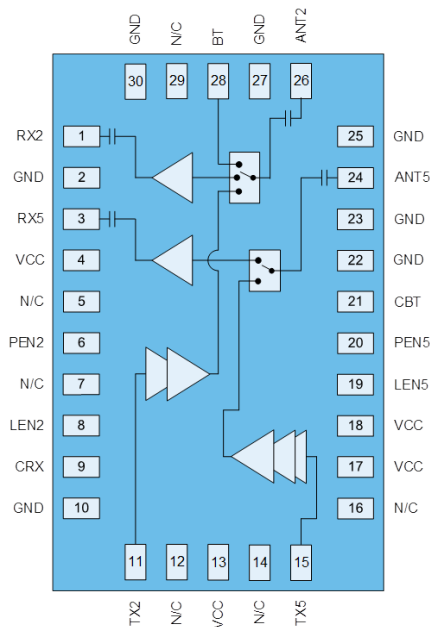 GND N/C BT GND ANT2
30 29 28 27 26
RX2 1 25 GND
GND 2 24 ANT5
RX5 3 23 GND
VCC 4 22 GND
N/C 5 21 CBT
PEN2 6 20 PEN5
N/C 7 19 LEN5
LEN2 8 18 VCC
CRX 9 17 VCC
GND 10 16 N/C
11 12 13 14 15
TX2 N/C VCC N/C TX5